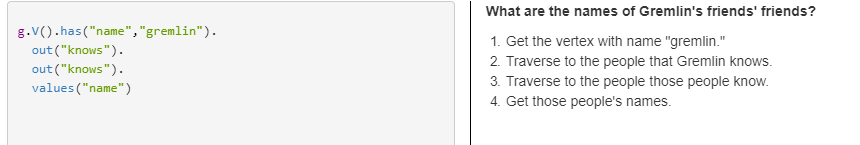 g.V().has("name","gremlin").
out("knows").
out("knows").
values("name")
What are the names of Gremlin's friends' friends?
1. Get the vertex with name "gremlin."
2. Traverse to the people that Gremlin knows.
3. Traverse to the people those people know.
4. Get those people's names.